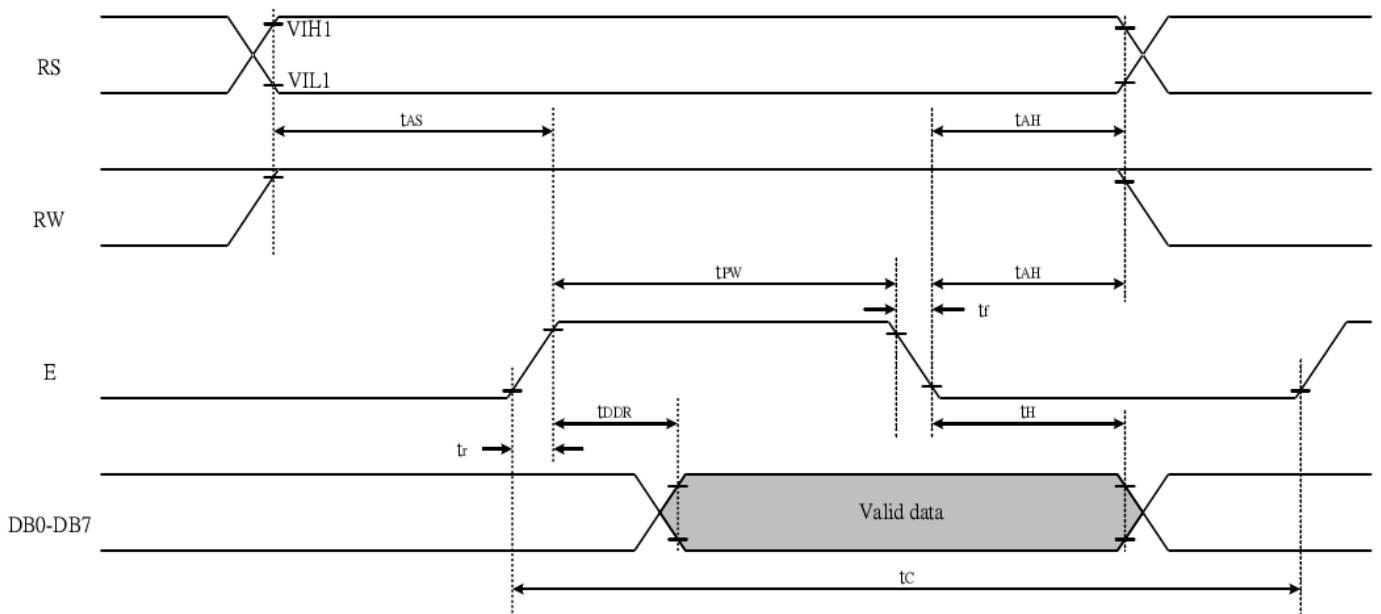 VIH1
RS
VIL1
tAS
tAH
RW
tPW
tAH
tf
E
tDDR
tH
tr
Valid data
DB0-DB7
tC